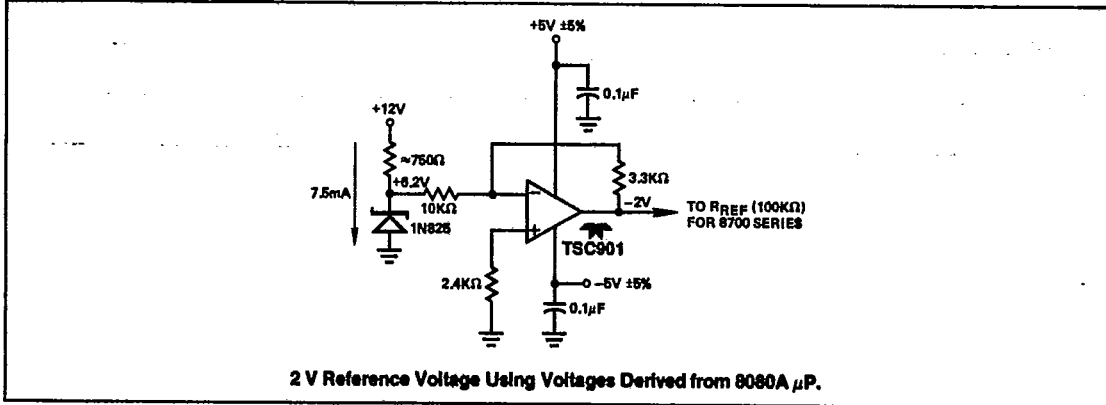 +5V ±5%
0.1µF
+12V
≈750Ω
+6.2V
7.5mA
10KΩ
1N825
3.3KΩ
−2V
TO RREF (100KΩ)
FOR 8700 SERIES
−
+
TSC901
2.4KΩ
−5V ±5%
0.1µF
2 V Reference Voltage Using Voltages Derived from 8080A µP.